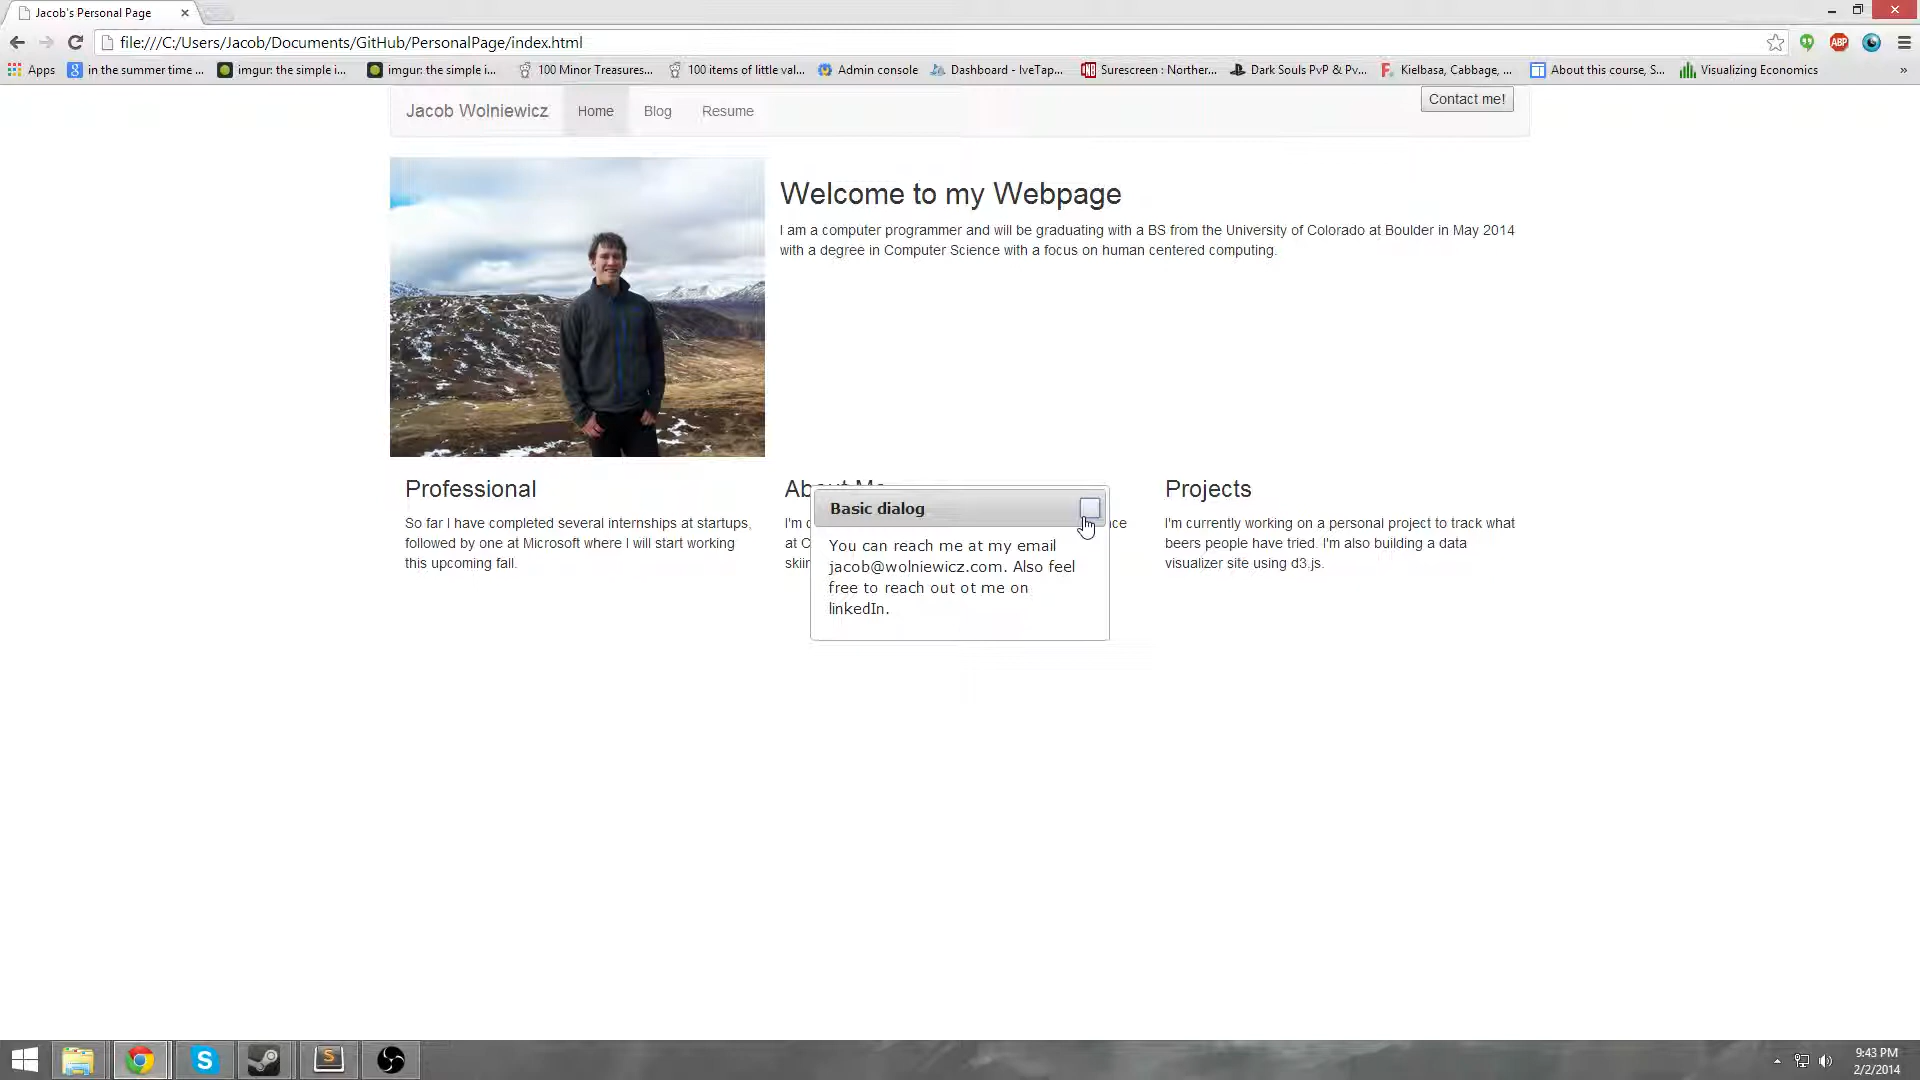 Jacob's Personal Page
file:///C:/Users/Jacob/Documents/GitHub/PersonalPage/index.html
ABP
Apps
in the summer time ...
imgur: the simple i...
imgur: the simple i...
100 Minor Treasures...
100 items of little val...
Admin console
Dashboard - IveTap...
Surescreen : Norther...
Dark Souls PvP & Pv...
Kielbasa, Cabbage, ...
About this course, S...
Visualizing Economics
»
Jacob Wolniewicz
Home
Blog
Resume
Contact me!
Welcome to my Webpage
I am a computer programmer and will be graduating with a BS from the University of Colorado at Boulder in May 2014
with a degree in Computer Science with a focus on human centered computing.
Professional
So far I have completed several internships at startups,
followed by one at Microsoft where I will start working
this upcoming fall.
Basic dialog
You can reach me at my email
jacob@wolniewicz.com. Also feel
free to reach out ot me on
linkedIn.
Projects
I'm currently working on a personal project to track what
beers people have tried. I'm also building a data
visualizer site using d3.js.
9:43 PM
2/2/2014